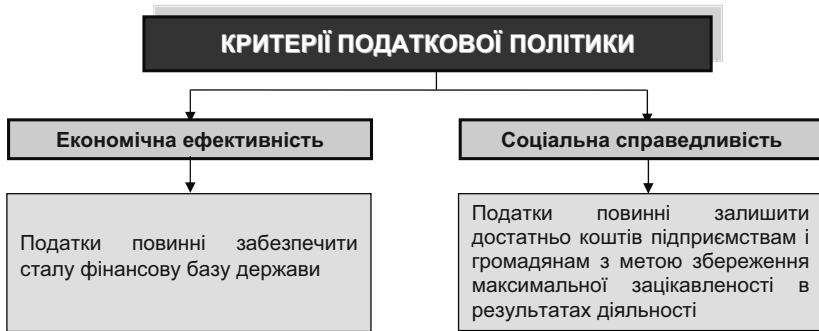 КРИТЕРІЇ ПОДАТКОВОЇ ПОЛІТИКИ
Економічна ефективність
Соціальна справедливість
Податки повинні забезпечити
сталу фінансову базу держави
Податки повинні залишити
достатньо коштів підприємствам і
громадянам з метою збереження
максимальної зацікавленості в
результатах діяльності